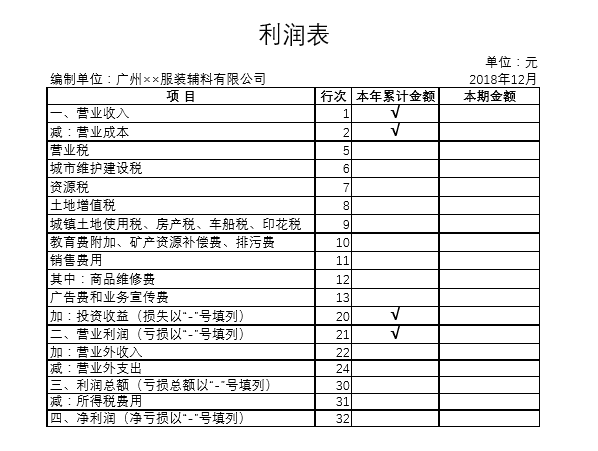 利润表
单位：元
编制单位：广州××服装辅料有限公司 2018年12月
项 目 行次 本年累计金额 本期金额
一、营业收入 1 √
减：营业成本 2 √
营业税 5
城市维护建设税 6
资源税 7
土地增值税 8
城镇土地使用税、房产税、车船税、印花税 9
教育费附加、矿产资源补偿费、排污费 10
销售费用 11
其中：商品维修费 12
广告费和业务宣传费 13
加：投资收益（损失以“-”号填列） 20 √
二、营业利润（亏损以“-”号填列） 21 √
加：营业外收入 22
减：营业外支出 24
三、利润总额（亏损总额以“-”号填列） 30
减：所得税费用 31
四、净利润（净亏损以“-”号填列） 32